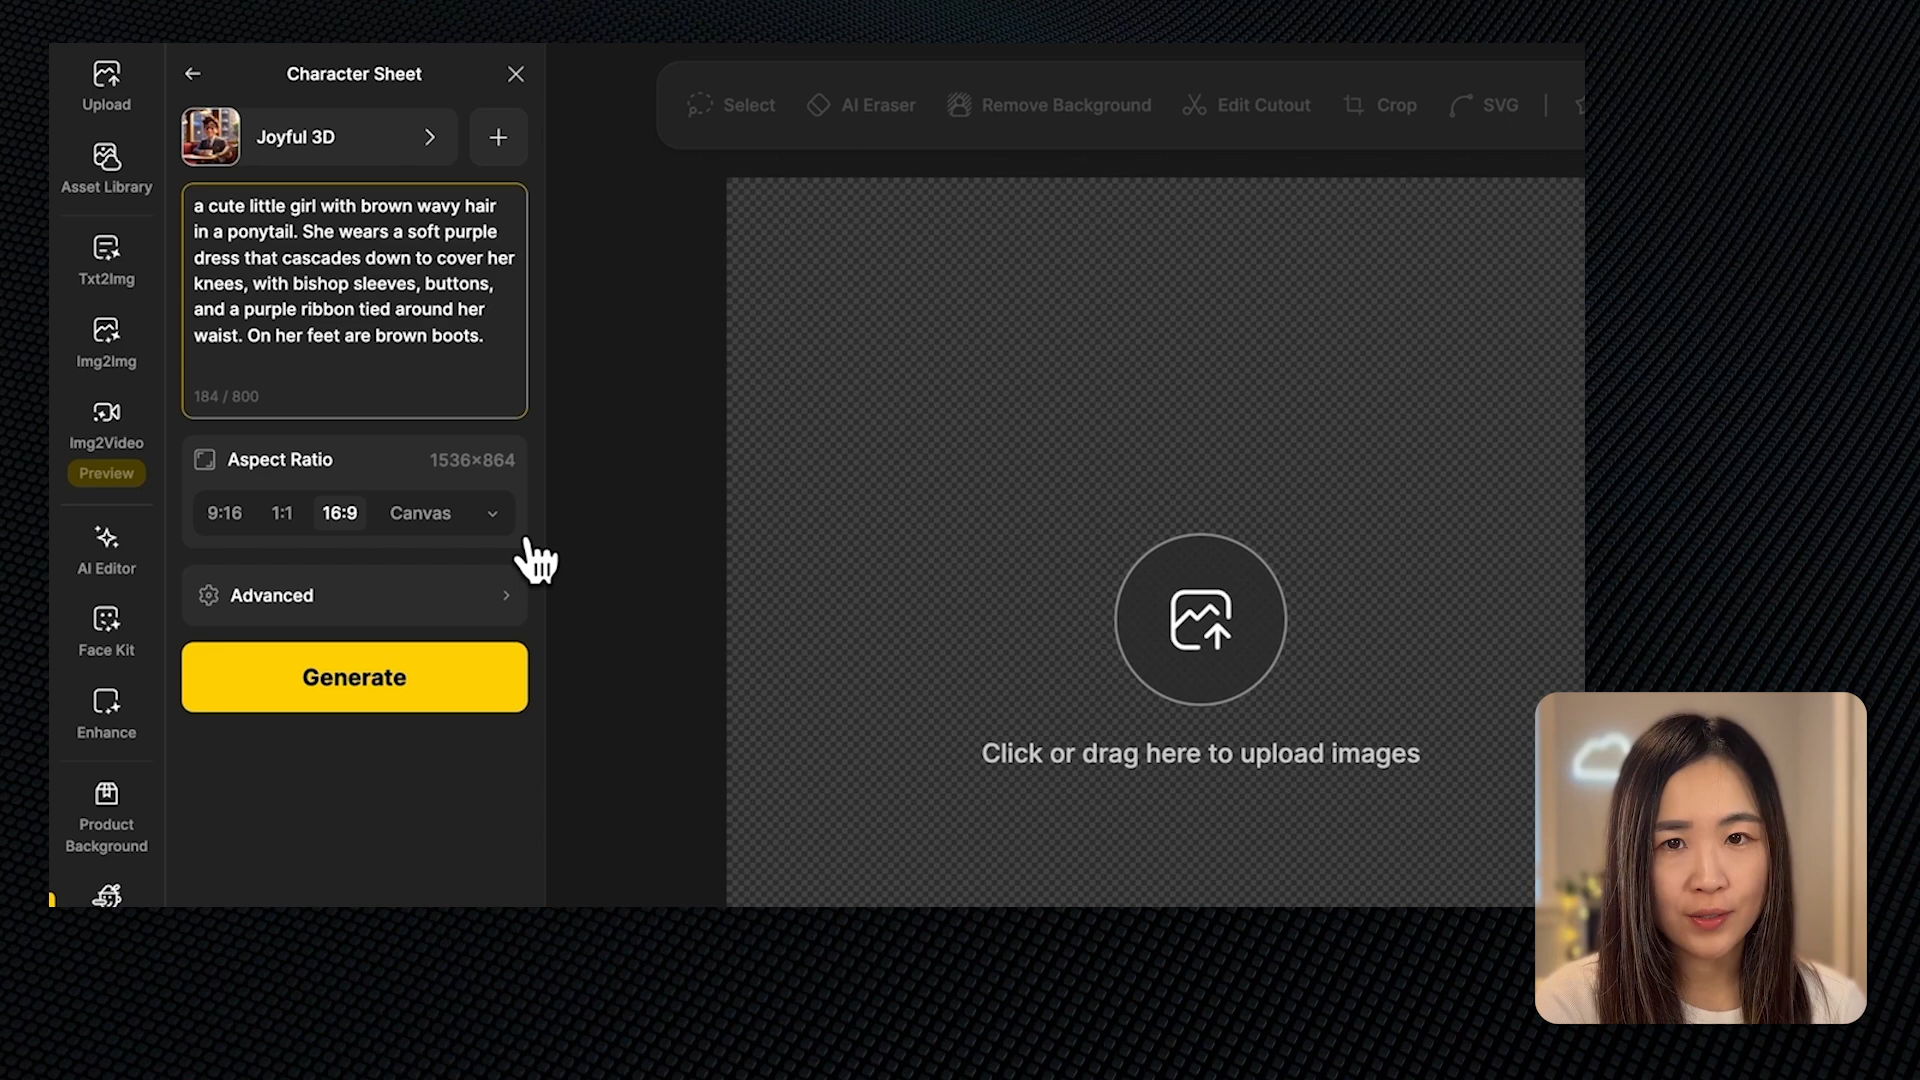 Upload
Asset Library
Txt2Img
Img2Img
Img2Video
Preview
AI Editor
Face Kit
Enhance
Product
Background
Character Sheet
Joyful 3D
a cute little girl with brown wavy hair
in a ponytail. She wears a soft purple
dress that cascades down to cover her
knees, with bishop sleeves, buttons,
and a purple ribbon tied around her
waist. On her feet are brown boots.
184 / 800
Aspect Ratio 1536×864
9:16 1:1 16:9 Canvas
Advanced
Generate
Select AI Eraser Remove Background Edit Cutout Crop SVG
Click or drag here to upload images